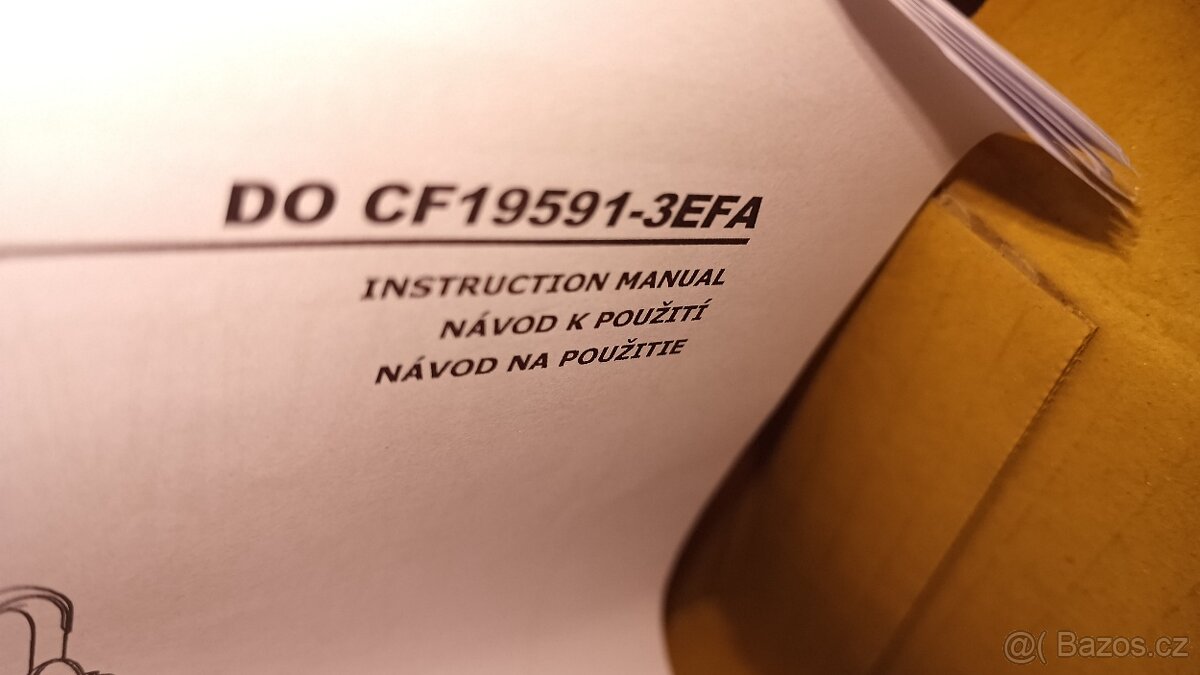 DO CF19591-3EFA
INSTRUCTION MANUAL
NÁVOD K POUŽITÍ
NÁVOD NA POUŽITIE
@( Bazos.cz